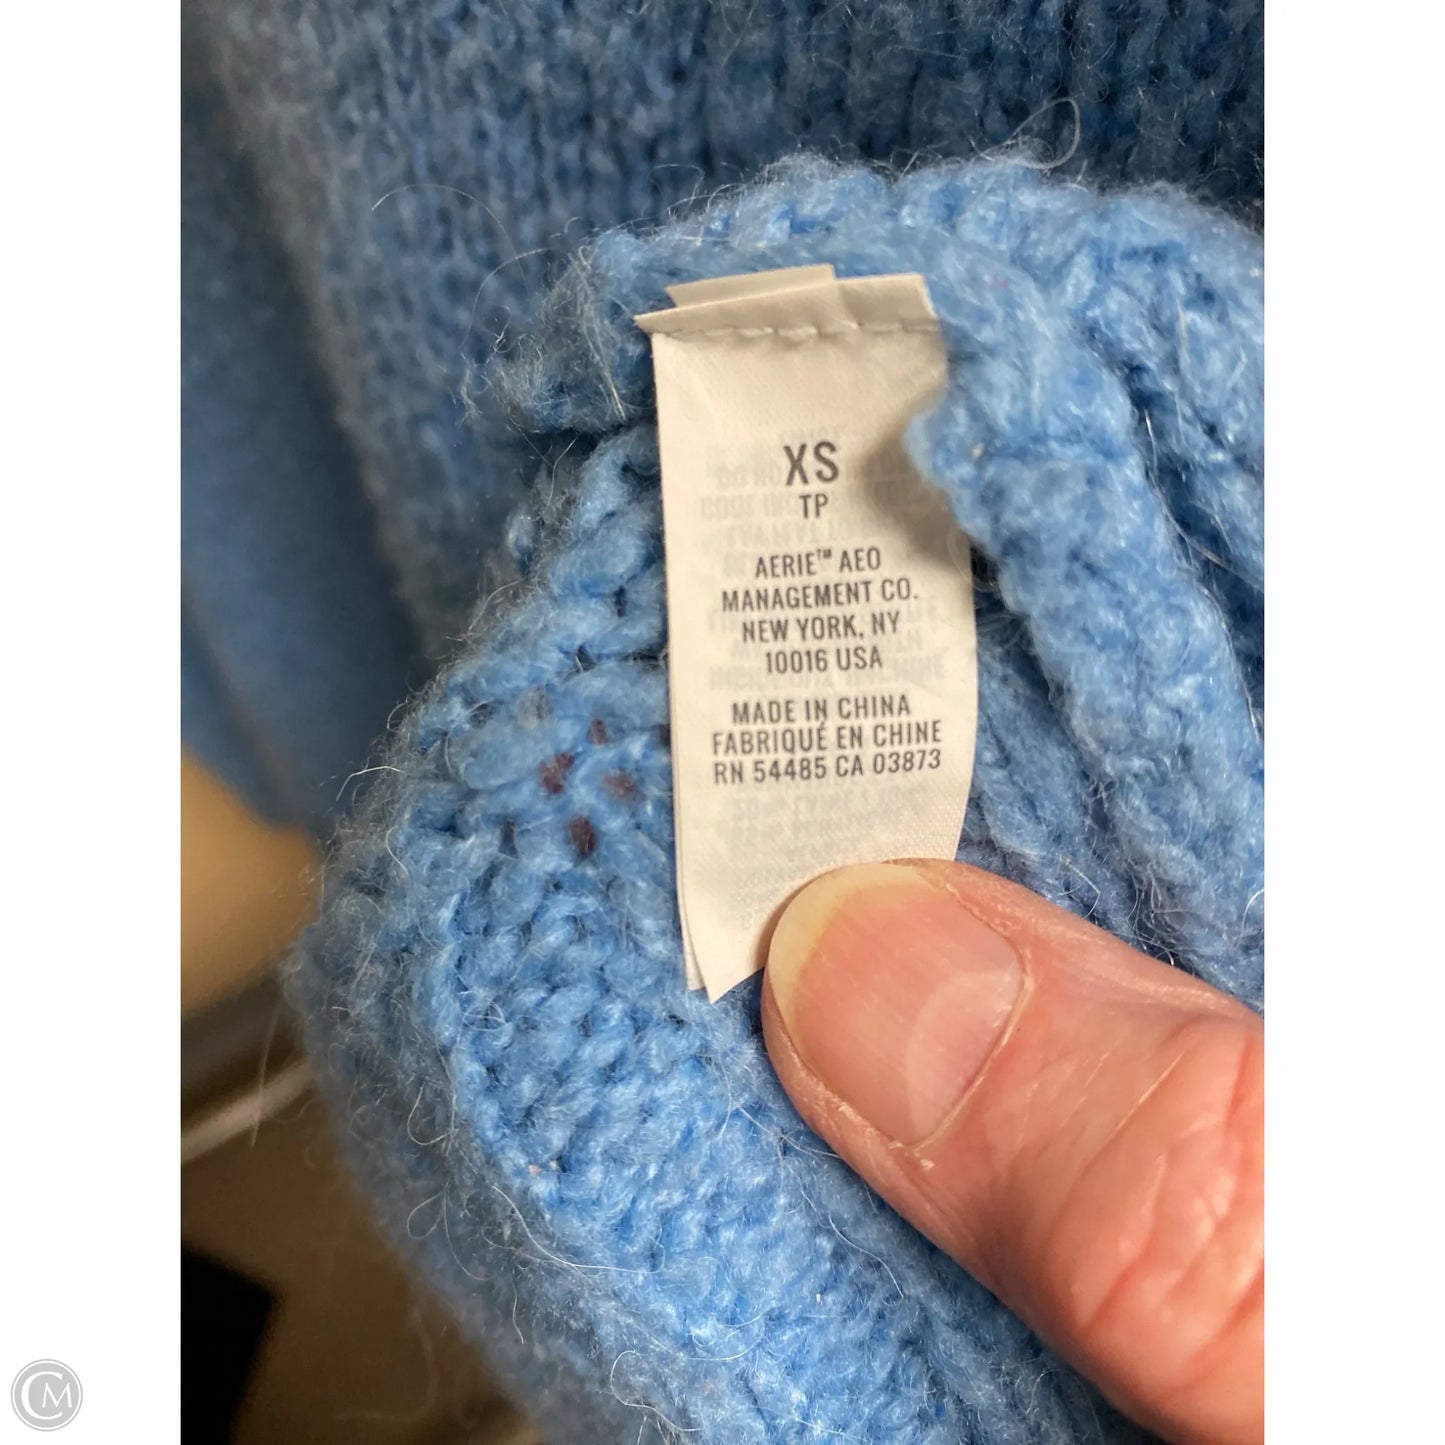 XS
TP
AERIE™ AEO
MANAGEMENT CO.
NEW YORK, NY
10016 USA
MADE IN CHINA
FABRIQUÉ EN CHINE
RN 54485 CA 03873
CM